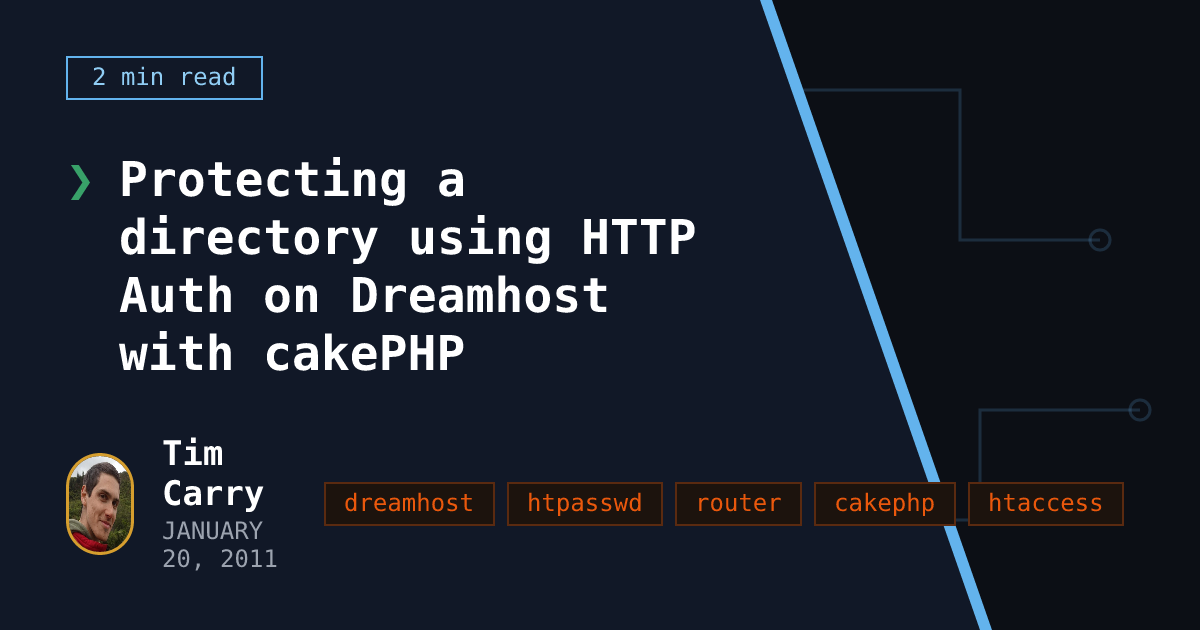 2 min read
❯ Protecting a
directory using HTTP
Auth on Dreamhost
with cakePHP
Tim
Carry
JANUARY
20, 2011
dreamhost htpasswd router cakephp htaccess